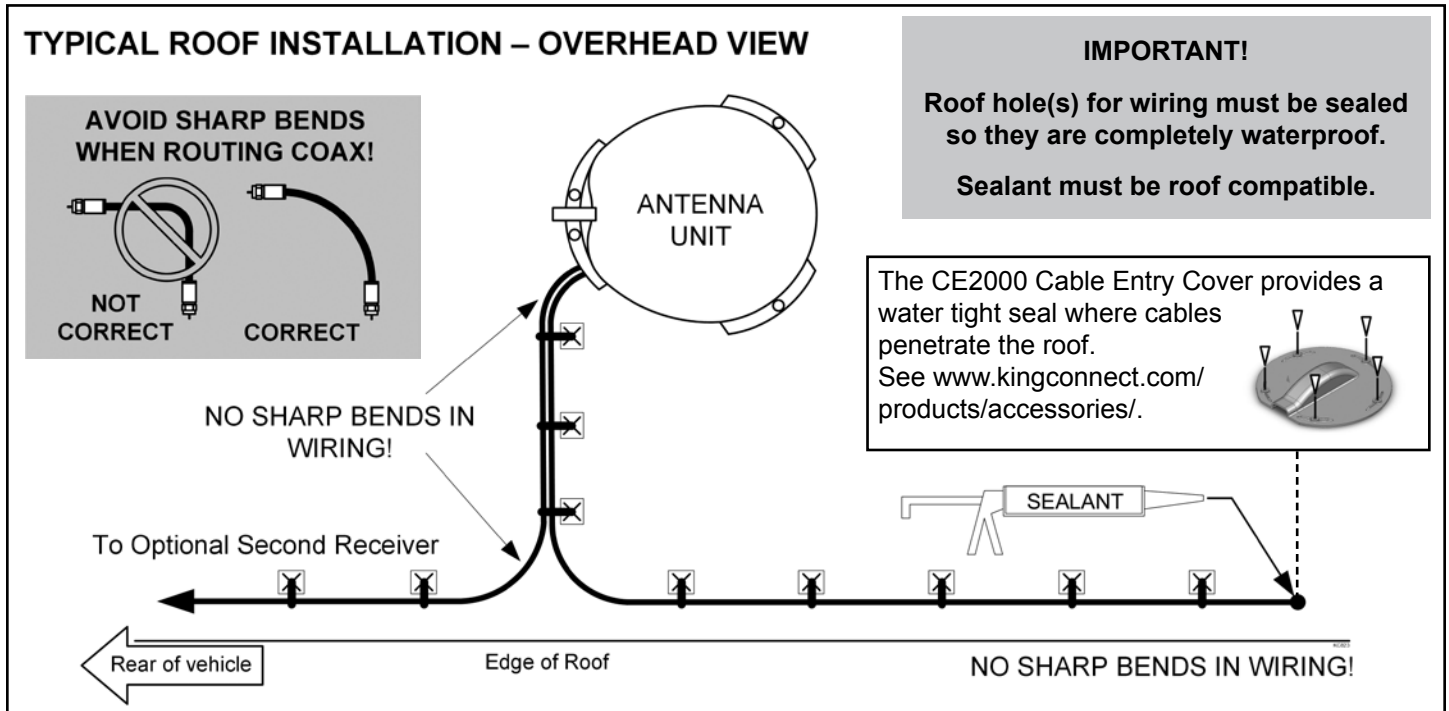 TYPICAL ROOF INSTALLATION – OVERHEAD VIEW
AVOID SHARP BENDS
WHEN ROUTING COAX!
NOT
CORRECT
CORRECT
ANTENNA
UNIT
IMPORTANT!
Roof hole(s) for wiring must be sealed
so they are completely waterproof.
Sealant must be roof compatible.
The CE2000 Cable Entry Cover provides a
water tight seal where cables
penetrate the roof.
See www.kingconnect.com/
products/accessories/.
NO SHARP BENDS IN
WIRING!
SEALANT
To Optional Second Receiver
Rear of vehicle
Edge of Roof
NO SHARP BENDS IN WIRING!